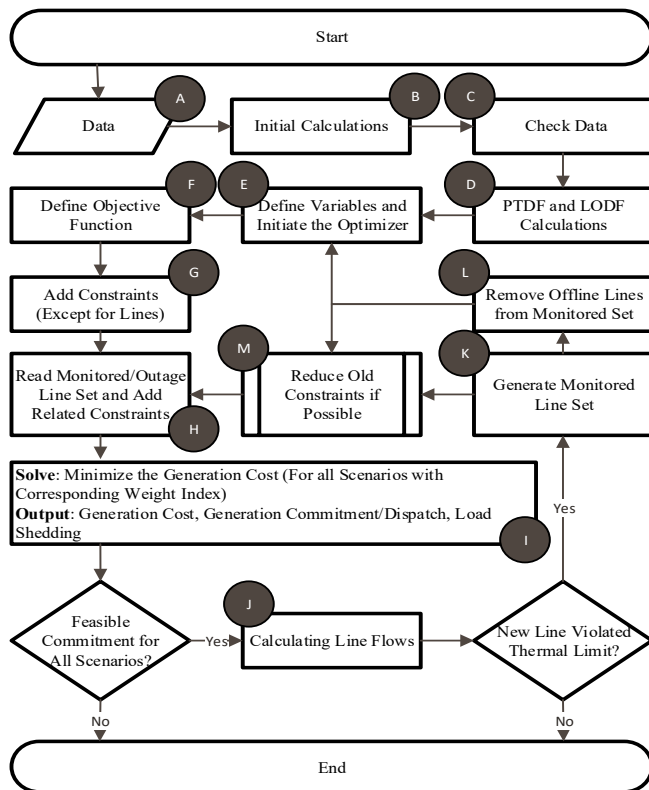 Start
A
Data
B
Initial Calculations
C
Check Data
F
Define Objective
Function
E
Define Variables and
Initiate the Optimizer
D
PTDF and LODF
Calculations
G
Add Constraints
(Except for Lines)
L
Remove Offline Lines
from Monitored Set
Read Monitored/Outage
Line Set and Add
Related Constraints
H
M
Reduce Old
Constraints if
Possible
K
Generate Monitored
Line Set
Solve: Minimize the Generation Cost (For all Scenarios with
Corresponding Weight Index)
Output: Generation Cost, Generation Commitment/Dispatch, Load
Shedding
I
Yes
Feasible
Commitment for
All Scenarios?
Yes
J
Calculating Line Flows
New Line Violated
Thermal Limit?
No
No
End